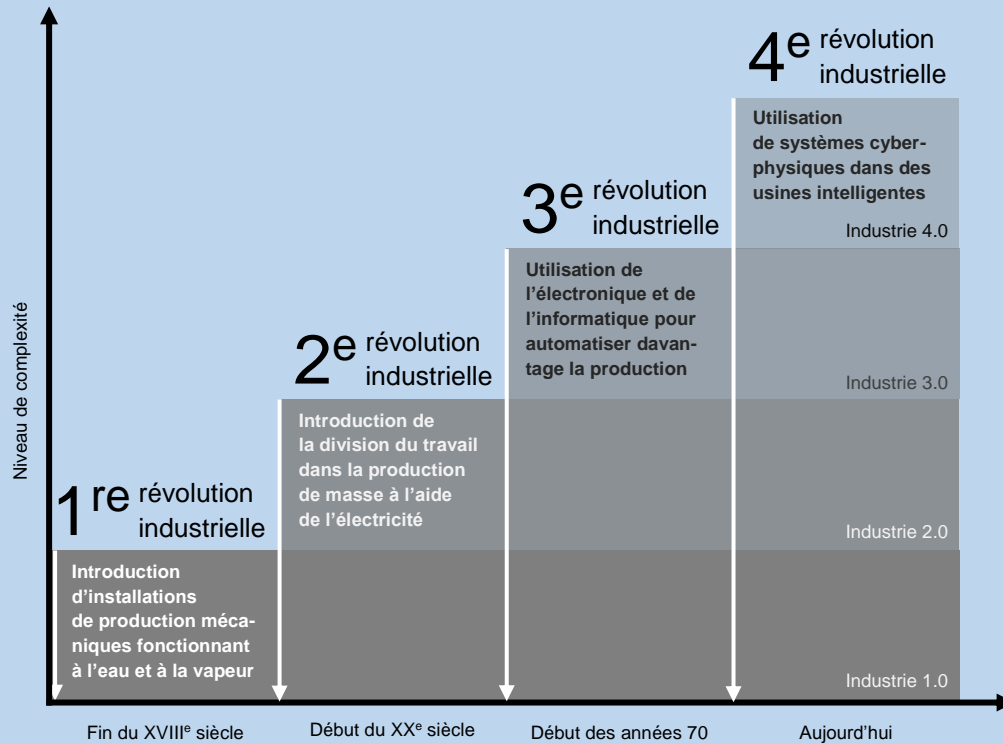 4e révolution
industrielle
Utilisation
de systèmes cyber-
physiques dans des
usines intelligentes
Industrie 4.0
3e révolution
industrielle
Utilisation de
l’électronique et de
l’informatique pour
automatiser davan-
tage la production
Industrie 3.0
2e révolution
industrielle
Introduction de
la division du travail
dans la production
de masse à l’aide
de l’électricité
Industrie 2.0
1re révolution
industrielle
Introduction
d’installations
de production méca-
niques fonctionnant
à l’eau et à la vapeur
Industrie 1.0
Niveau de complexité
Fin du XVIIIe siècle
Début du XXe siècle
Début des années 70
Aujourd’hui